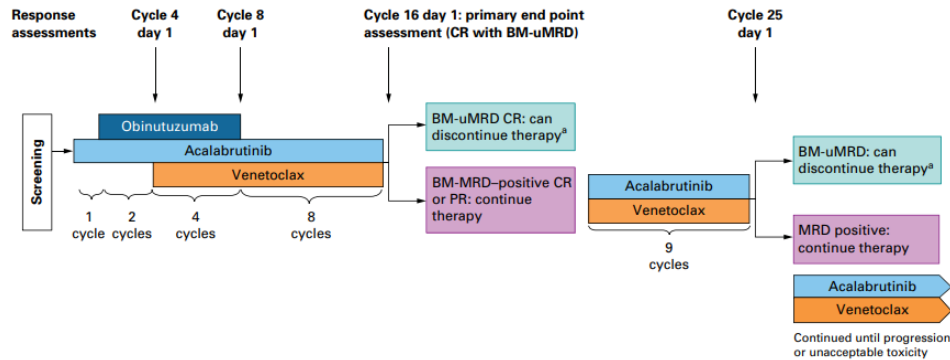 Response
assessments
Cycle 4
day 1
Cycle 8
day 1
Cycle 16 day 1: primary end point
assessment (CR with BM-uMRD)
Cycle 25
day 1
Screening
Obinutuzumab
Acalabrutinib
Venetoclax
1
cycle
2
cycles
4
cycles
8
cycles
BM-uMRD CR: can
discontinue therapyᵃ
BM-MRD–positive CR
or PR: continue
therapy
Acalabrutinib
Venetoclax
9
cycles
BM-uMRD: can
discontinue therapyᵃ
MRD positive:
continue therapy
Acalabrutinib
Venetoclax
Continued until progression
or unacceptable toxicity